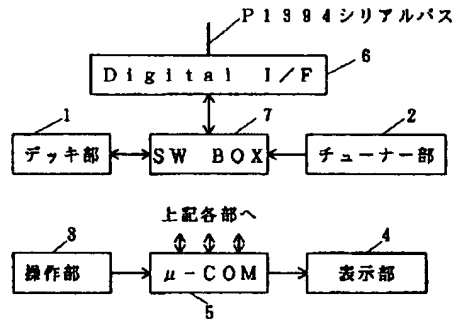 P1394シリアルバス
Digital I/F
6
1
7
2
デッキ部
SW BOX
チューナー部
上記各部へ
3
4
操作部
μ-COM
表示部
5